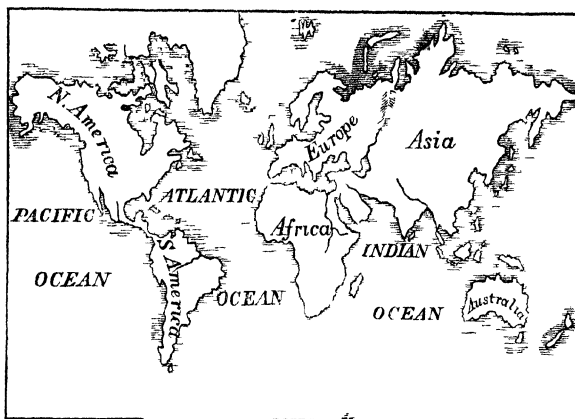 N. America
Europe
Asia
ATLANTIC
PACIFIC
Africa
INDIAN
S. America
OCEAN
OCEAN
OCEAN
Australia